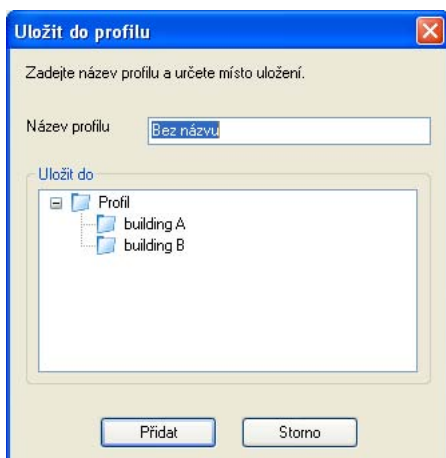 Uložit do profilu
Zadejte název profilu a určete místo uložení.
Název profilu Bez názvu
Uložit do
Profil
building A
building B
Přidat Storno